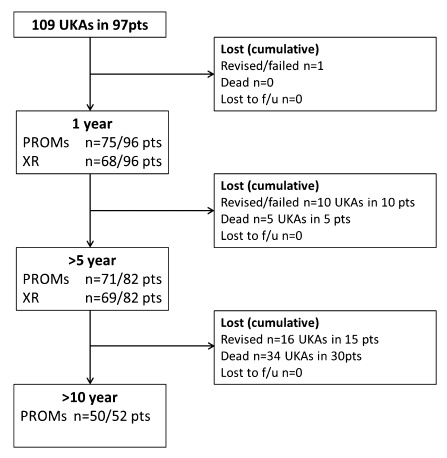 109 UKAs in 97pts
Lost (cumulative)
Revised/failed n=1
Dead n=0
Lost to f/u n=0
1 year
PROMs n=75/96 pts
XR n=68/96 pts
Lost (cumulative)
Revised/failed n=10 UKAs in 10 pts
Dead n=5 UKAs in 5 pts
Lost to f/u n=0
>5 year
PROMs n=71/82 pts
XR n=69/82 pts
Lost (cumulative)
Revised n=16 UKAs in 15 pts
Dead n=34 UKAs in 30pts
Lost to f/u n=0
>10 year
PROMs n=50/52 pts